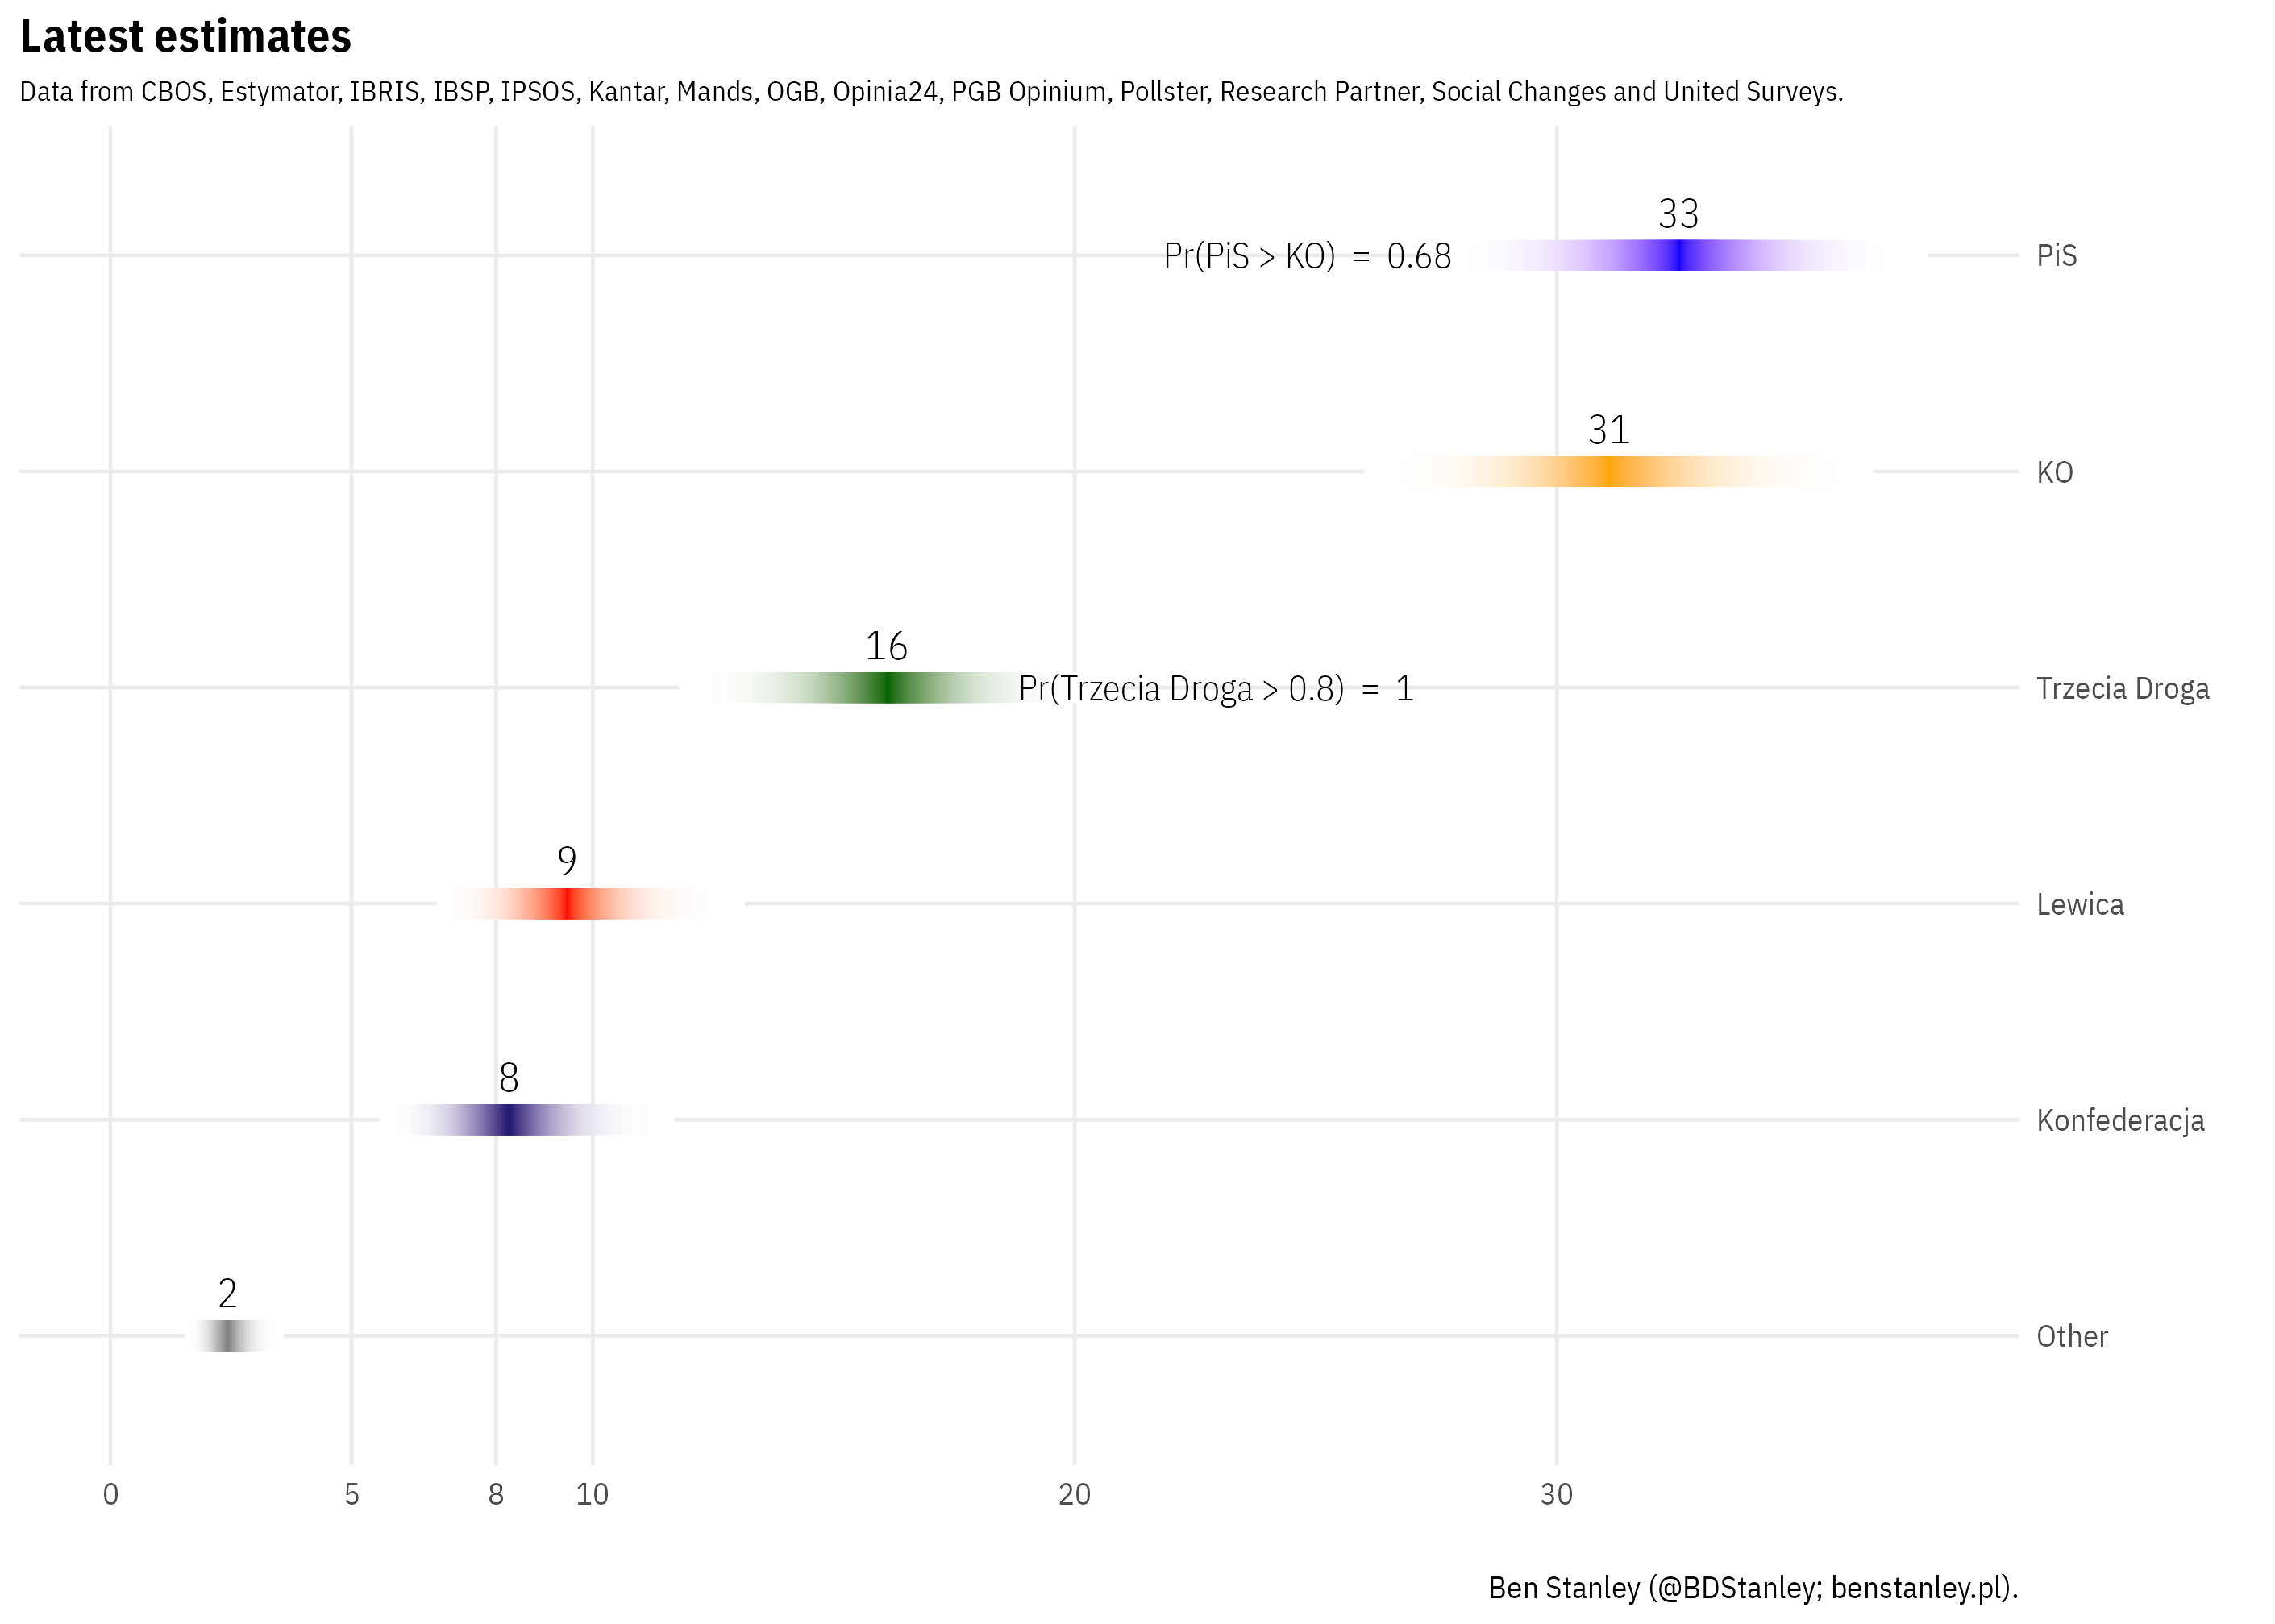 Latest estimates
Data from CBOS, Estymator, IBRIS, IBSP, IPSOS, Kantar, Mands, OGB, Opinia24, PGB Opinium, Pollster, Research Partner, Social Changes and United Surveys.
33
Pr(PiS > KO) = 0.68
PiS
31
KO
16
Pr(Trzecia Droga > 0.8) = 1
Trzecia Droga
9
Lewica
8
Konfederacja
2
Other
0 5 8 10 20 30
Ben Stanley (@BDStanley; benstanley.pl).